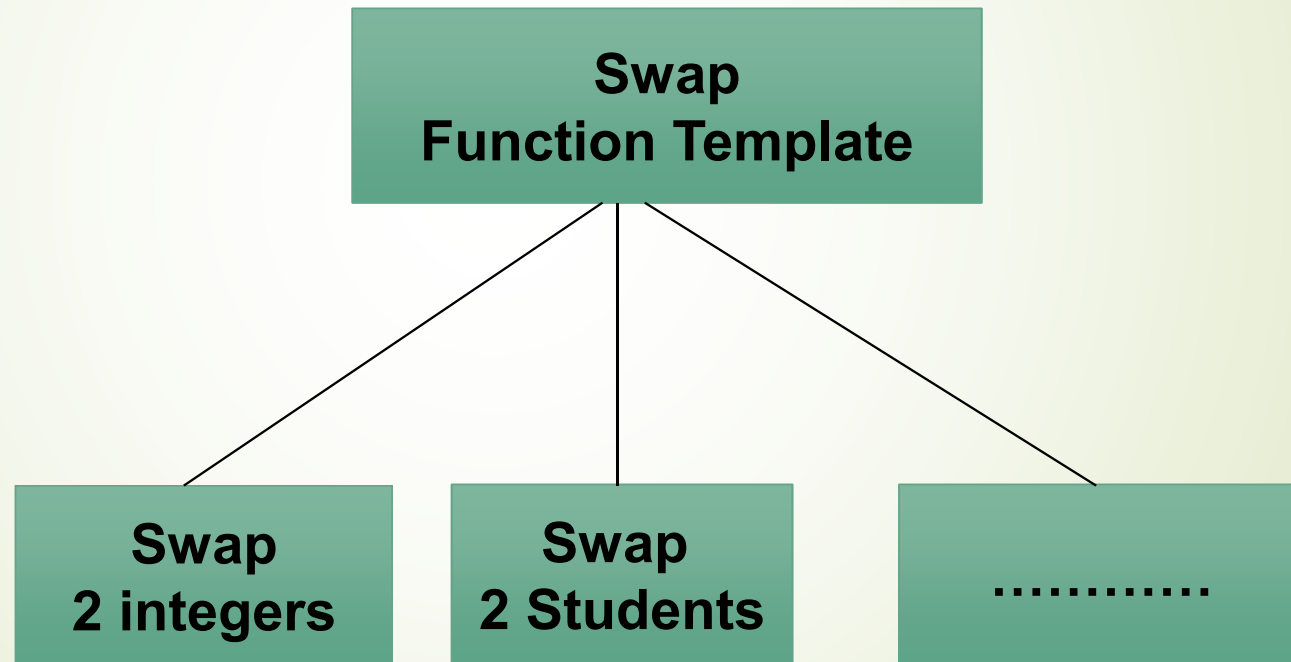 Swap
Function Template
Swap
2 integers
Swap
2 Students
............